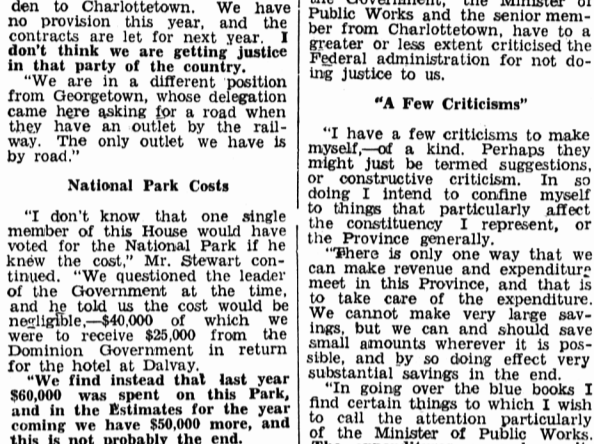 den to Charlottetown. We have
no provision this year, and the
contracts are let for next year. I
don't think we are getting justice
in that party of the country.
"We are in a different position
from Georgetown, whose delegation
came here asking for a road when
they have an outlet by the rail-
way. The only outlet we have is
by road."
National Park Costs
"I don't know that one single
member of this House would have
voted for the National Park if he
knew the cost," Mr. Stewart con-
tinued. "We questioned the leader
of the Government at the time,
and he told us the cost would be
negligible,—$40,000 of which we
were to receive $25,000 from the
Dominion Government in return
for the hotel at Dalvay.
"We find instead that last year
$60,000 was spent on this Park,
and in the Estimates for the year
coming we have $50,000 more, and
this is not probably the end.
the Government, the Minister of
Public Works and the senior mem-
ber from Charlottetown, have to a
greater or less extent criticised the
Federal administration for not do-
ing justice to us.
"A Few Criticisms"
"I have a few criticisms to make
myself,—of a kind. Perhaps they
might just be termed suggestions,
or constructive criticism. In so
doing I intend to confine myself
to things that particularly affect
the constituency I represent, or
the Province generally.
"There is only one way that we
can make revenue and expenditure
meet in this Province, and that is
to take care of the expenditure.
We cannot make very large sav-
ings, but we can and should save
small amounts wherever it is pos-
sible, and by so doing effect very
substantial savings in the end.
"In going over the blue books I
find certain things to which I wish
to call the attention particularly
of the Minister of Public Works.